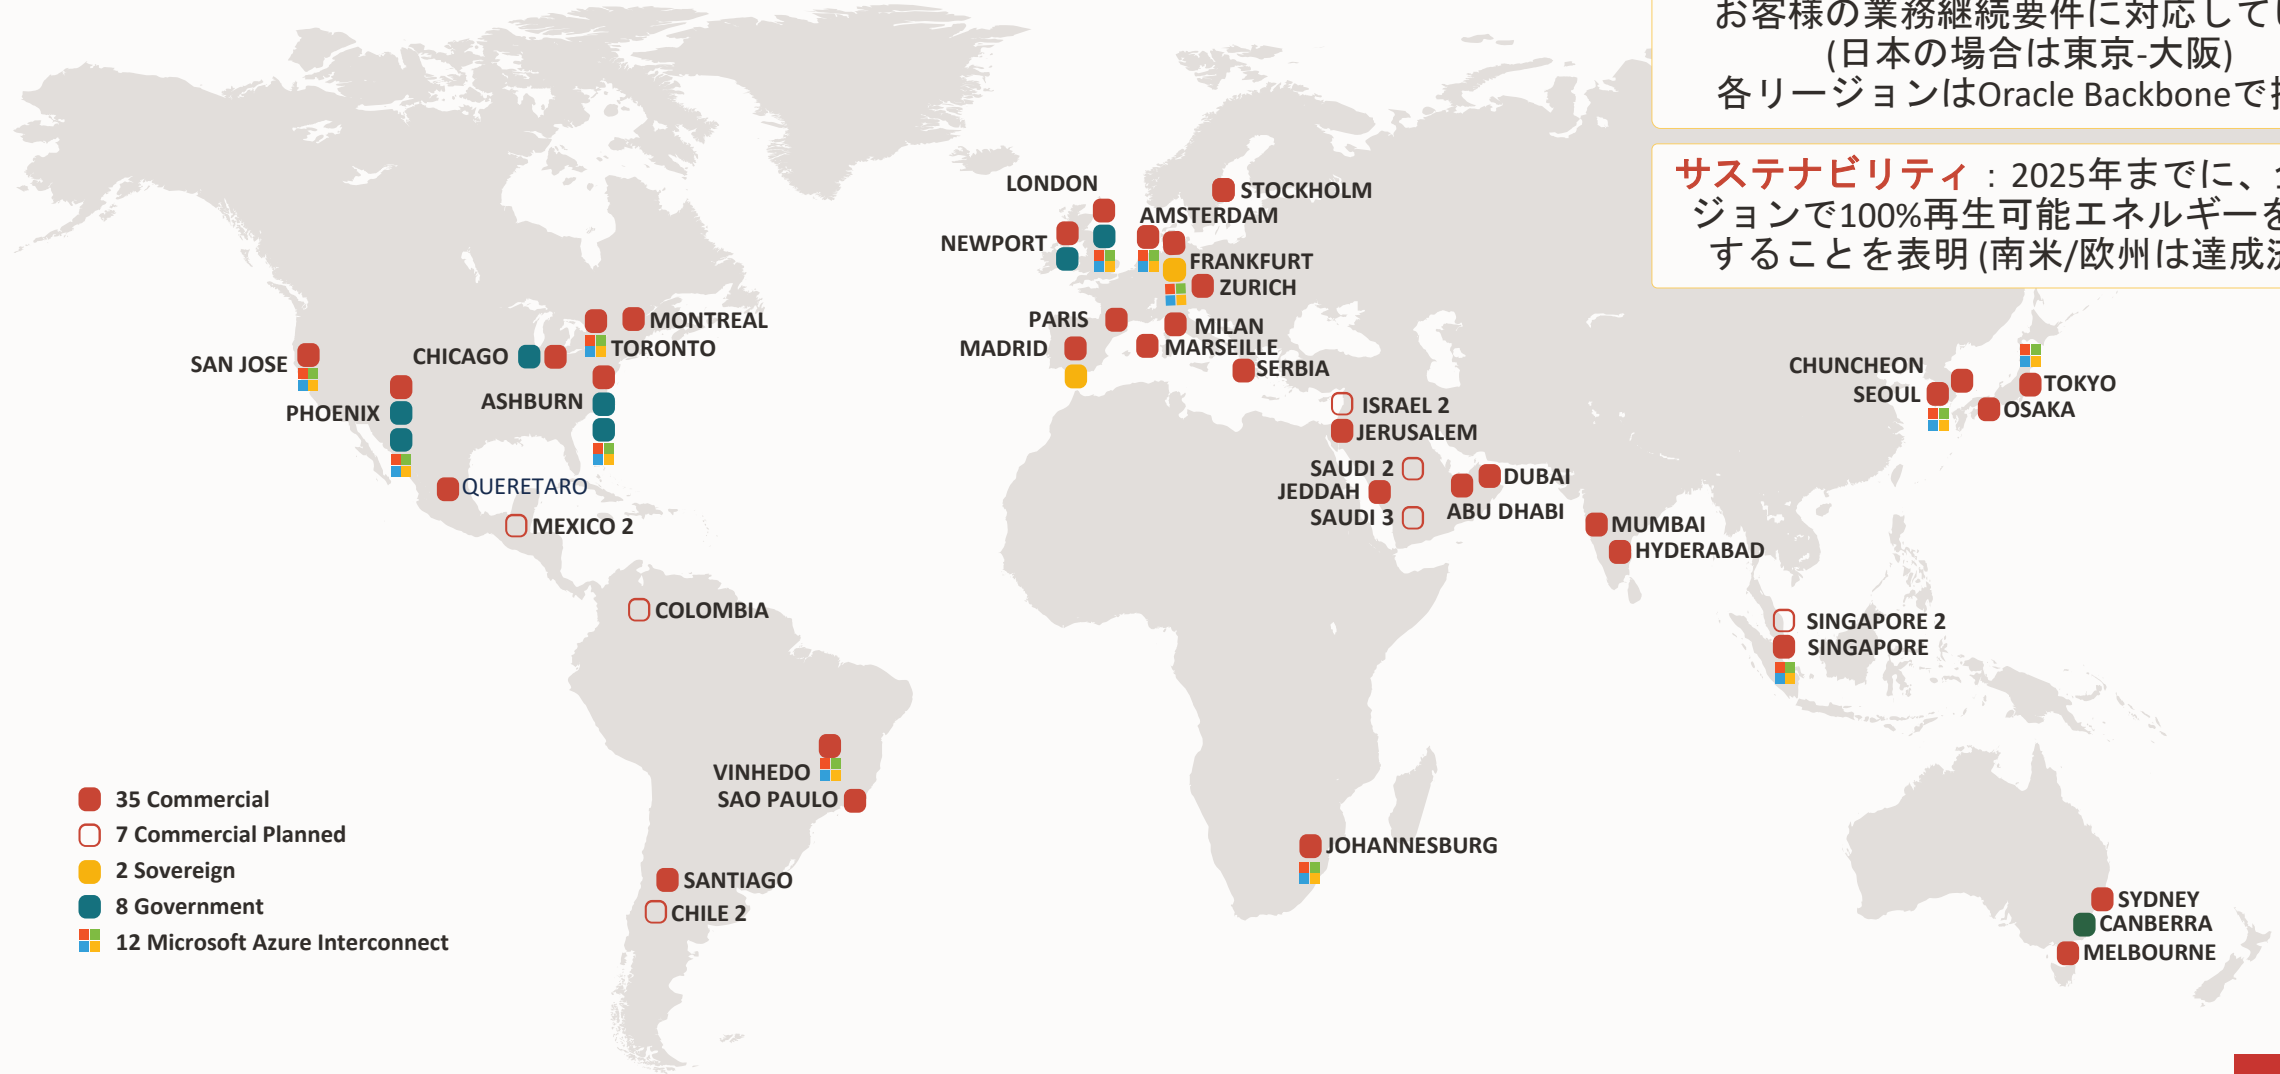 お客様の業務継続要件に対応して
(日本の場合は東京-大阪)
各リージョンはOracle Backboneで
サステナビリティ：2025年までに、
ジョンで100%再生可能エネルギーを
することを表明 (南米/欧州は達成済
LONDON
STOCKHOLM
AMSTERDAM
NEWPORT
FRANKFURT
ZURICH
PARIS
MILAN
MADRID
MARSEILLE
SERBIA
MONTREAL
TORONTO
CHICAGO
SAN JOSE
ASHBURN
PHOENIX
QUERETARO
MEXICO 2
ISRAEL 2
JERUSALEM
SAUDI 2
DUBAI
JEDDAH
ABU DHABI
SAUDI 3
MUMBAI
HYDERABAD
CHUNCHEON
SEOUL
TOKYO
OSAKA
COLOMBIA
SINGAPORE 2
SINGAPORE
VINHEDO
SAO PAULO
SANTIAGO
CHILE 2
JOHANNESBURG
SYDNEY
CANBERRA
MELBOURNE
35 Commercial
7 Commercial Planned
2 Sovereign
8 Government
12 Microsoft Azure Interconnect